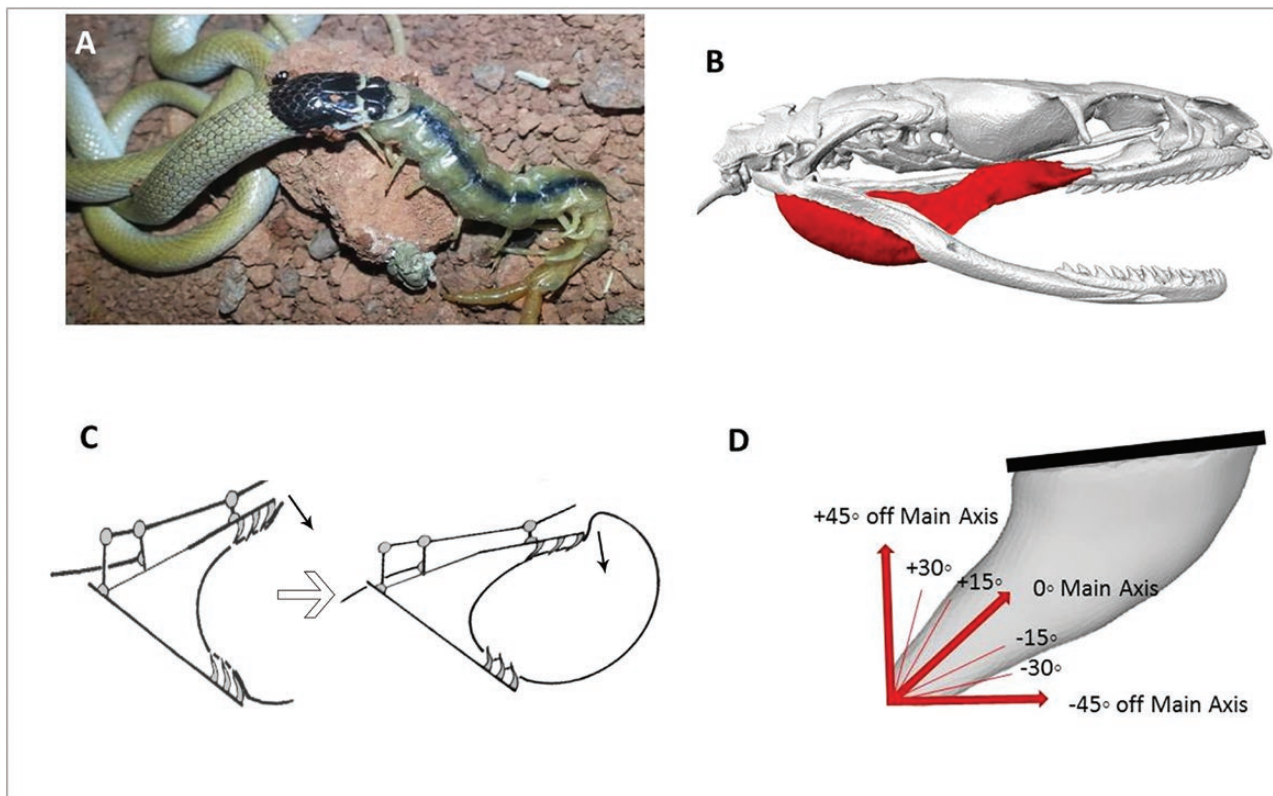 A
B
C
D
+45◦ off Main Axis
+30◦
+15◦
0◦ Main Axis
-15◦
-30◦
-45◦ off Main Axis